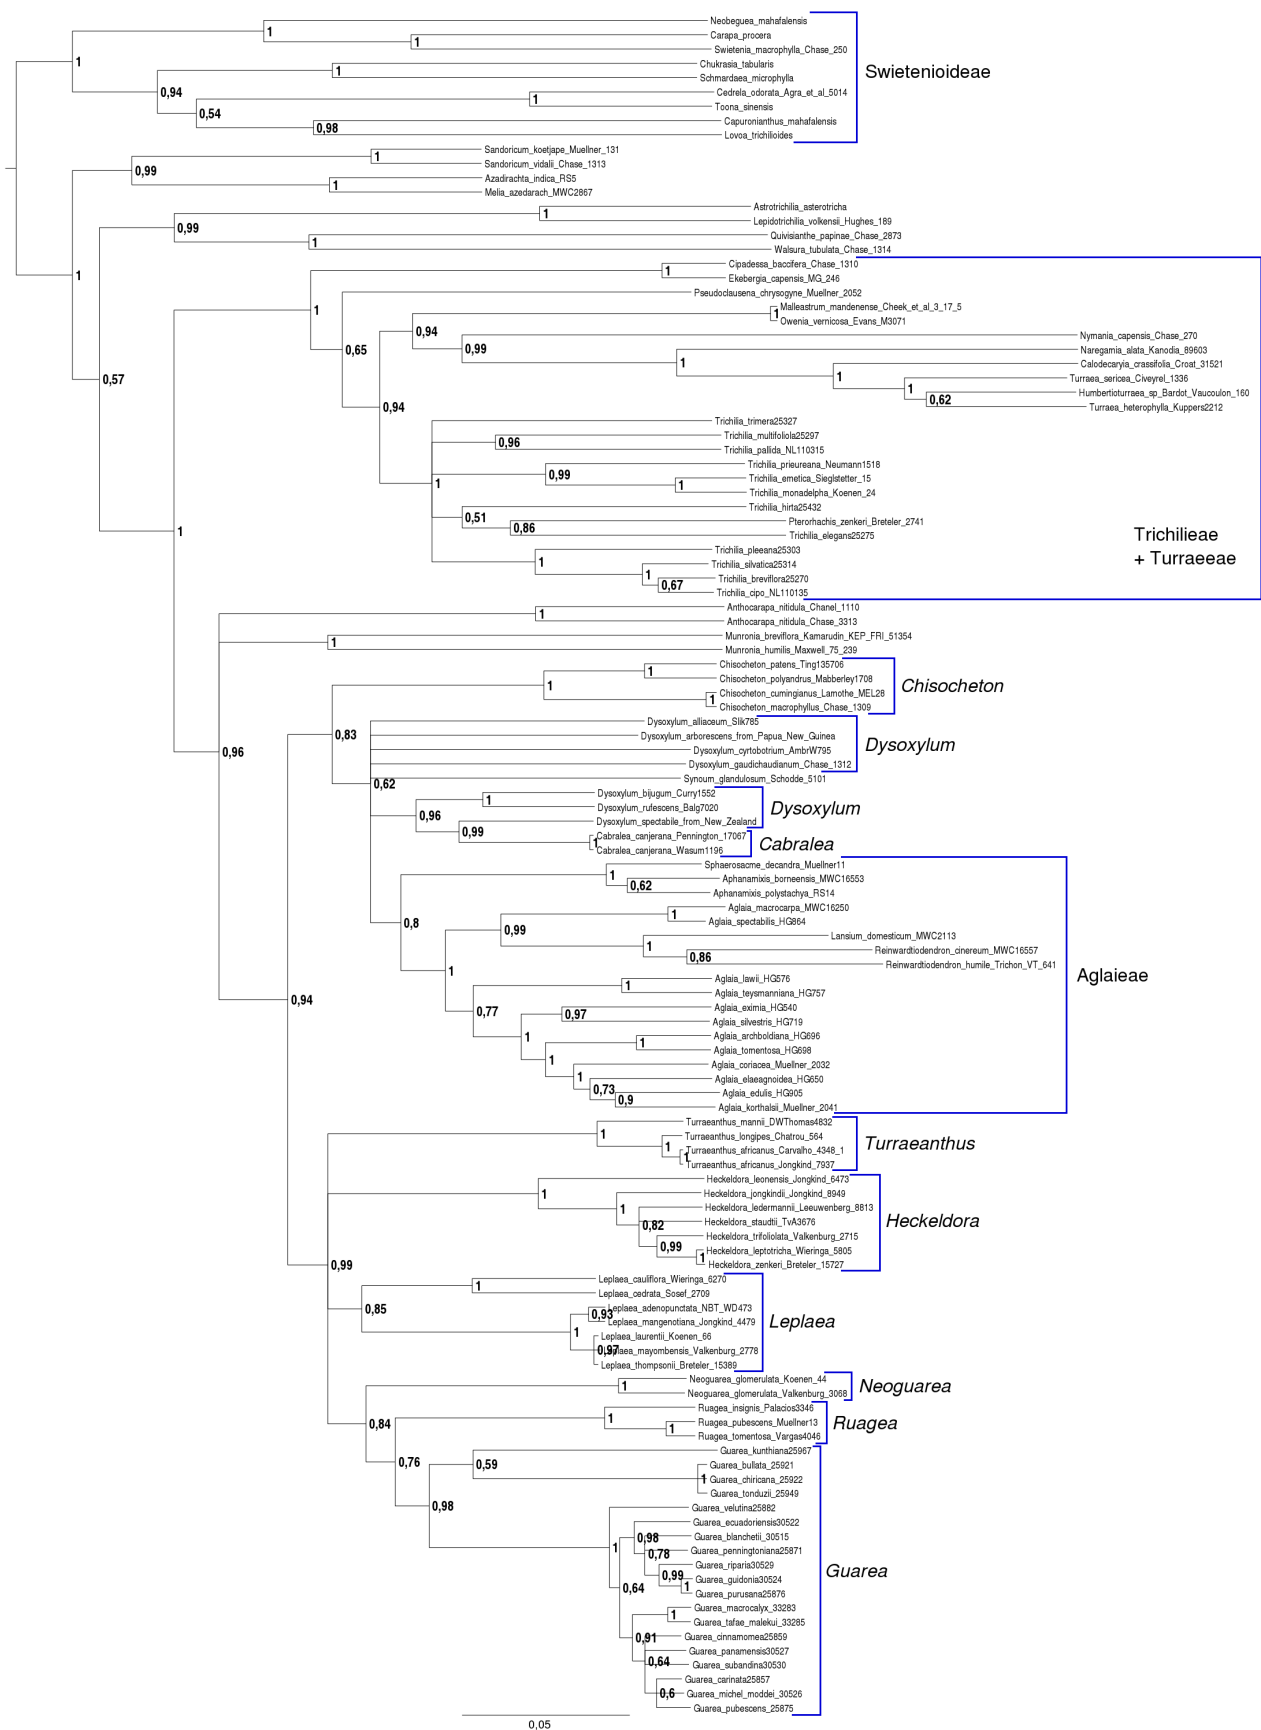 Neobeguea_mahafalensis
Carapa_procera
1
Swietenia_macrophylla_Chase_250
1
1
Chukrasia_tabularis
Swietenioideae
1
Schmardaea_microphylla
0,94
Cedrela_odorata_Agra_et_al_5014
1
Toona_sinensis
0,54
Capuronianthus_mahafalensis
0,98
Lovoa_trichilioides
Sandoricum_koetjape_Muellner_131
1
Sandoricum_vidalii_Chase_1313
0,99
Azadirachta_indica_RS5
1
Melia_azedarach_MWC2867
Astrotrichilia_asterotricha
1
Lepidotrichilia_volkensii_Hughes_189
0,99
Quivisianthe_papinae_Chase_2873
1
Walsura_tubulata_Chase_1314
Cipadessa_baccifera_Chase_1310
1
1
Ekebergia_capensis_MG_246
Pseudoclausena_chrysogyne_Muellner_2052
Malleastrum_mandenense_Cheek_et_al_3_17_5
1
1
Owenia_vernicosa_Evans_M3071
0,94
Nymania_capensis_Chase_270
0,65
0,99
Naregamia_alata_Kanodia_89603
1
Calodecaryia_crassifolia_Croat_31521
0,57
1
Turraea_sericea_Civeyrel_1336
1
Humbertioturraea_sp_Bardot_Vaucoulon_160
0,62
0,94
Turraea_heterophylla_Kuppers2212
Trichilia_trimera25327
Trichilia_multifoliola25297
0,96
Trichilia_pallida_NL110315
Trichilia_prieureana_Neumann1518
0,99
Trichilia_emetica_Sieglstetter_15
1
1
Trichilia_monadelpha_Koenen_24
Trichilia_hirta25432
0,51
Pterorhachis_zenkeri_Breteler_2741
0,86
1
Trichilia_elegans25275
Trichilieae
+ Turraeeae
Trichilia_pleeana25303
1
Trichilia_silvatica25314
1
Trichilia_breviflora25270
0,67
Trichilia_cipo_NL110135
Anthocarapa_nitidula_Chanel_1110
1
Anthocarapa_nitidula_Chase_3313
Munronia_breviflora_Kamarudin_KEP_FRI_51354
1
Munronia_humilis_Maxwell_75_239
Chisocheton_patens_Ting135706
1
Chisocheton_polyandrus_Mabberley1708
1
Chisocheton
Chisocheton_cumingianus_Lamothe_MEL28
1
Chisocheton_macrophyllus_Chase_1309
Dysoxylum_alliaceum_Slik785
0,83
Dysoxylum_arborescens_from_Papua_New_Guinea
0,96
Dysoxylum_cyrtobotrium_AmbrW795
Dysoxylum
Dysoxylum_gaudichaudianum_Chase_1312
Synoum_glandulosum_Schodde_5101
0,62
Dysoxylum_bijugum_Curry1552
1
Dysoxylum_rufescens_Balg7020
Dysoxylum
0,96
Dysoxylum_spectabile_from_New_Zealand
0,99
Cabralea_canjerana_Pennington_17067
1
Cabralea
Cabralea_canjerana_Wasum1196
Sphaerosacme_decandra_Muellner11
1
Aphanamixis_borneensis_MWC16553
0,62
Aphanamixis_polystachya_RS14
Aglaia_macrocarpa_MWC16250
1
0,8
Aglaia_spectabilis_HG864
0,99
Lansium_domesticum_MWC2113
1
Reinwardtiodendron_cinereum_MWC16557
0,86
Reinwardtiodendron_humile_Trichon_VT_641
1
Aglaieae
Aglaia_lawii_HG576
1
Aglaia_teysmanniana_HG757
0,94
0,77
Aglaia_eximia_HG540
0,97
Aglaia_silvestris_HG719
1
Aglaia_archboldiana_HG696
1
Aglaia_tomentosa_HG698
1
Aglaia_coriacea_Muellner_2032
1
Aglaia_elaeagnoidea_HG650
0,73
Aglaia_edulis_HG905
0,9
Aglaia_korthalsii_Muellner_2041
Turraeanthus_mannii_DWThomas4832
1
Turraeanthus_longipes_Chatrou_564
Turraeanthus
1
Turraeanthus_africanus_Carvalho_4348_1
1
Turraeanthus_africanus_Jongkind_7937
Heckeldora_leonensis_Jongkind_6473
1
Heckeldora_jongkindii_Jongkind_8949
1
Heckeldora_ledermannii_Leeuwenberg_8813
Heckeldora_staudtii_TvA3676
Heckeldora
0,82
Heckeldora_trifoliolata_Valkenburg_2715
0,99
Heckeldora_leptotricha_Wieringa_5805
1
Heckeldora_zenkeri_Breteler_15727
0,99
Leplaea_cauliflora_Wieringa_6270
1
Leplaea_cedrata_Sosef_2709
0,85
Leplaea_adenopunctata_NBT_WD473
0,93
Leplaea_mangenotiana_Jongkind_4479
Leplaea
1
Leplaea_laurentii_Koenen_66
0,97
Leplaea_mayombensis_Valkenburg_2778
Leplaea_thompsonii_Breteler_15389
Neoguarea_glomerulata_Koenen_44
1
Neoguarea
Neoguarea_glomerulata_Valkenburg_3068
Ruagea_insignis_Palacios3346
1
0,84
Ruagea_pubescens_Muellner13
Ruagea
1
Ruagea_tomentosa_Vargas4046
Guarea_kunthiana25967
0,76
0,59
Guarea_bullata_25921
1
Guarea_chiricana_25922
Guarea_tonduzii_25949
0,98
Guarea_velutina25882
Guarea_ecuadoriensis30522
0,98
Guarea_blanchetii_30515
1
Guarea_penningtoniana25871
0,78
Guarea_riparia30529
Guarea
0,99
Guarea_guidonia30524
1
0,64
Guarea_purusana25876
Guarea_macrocalyx_33283
1
Guarea_tafae_malekui_33285
0,91
Guarea_cinnamomea25859
Guarea_panamensis30527
0,64
Guarea_subandina30530
Guarea_carinata25857
0,6
Guarea_michel_moddei_30526
Guarea_pubescens_25875
0,05